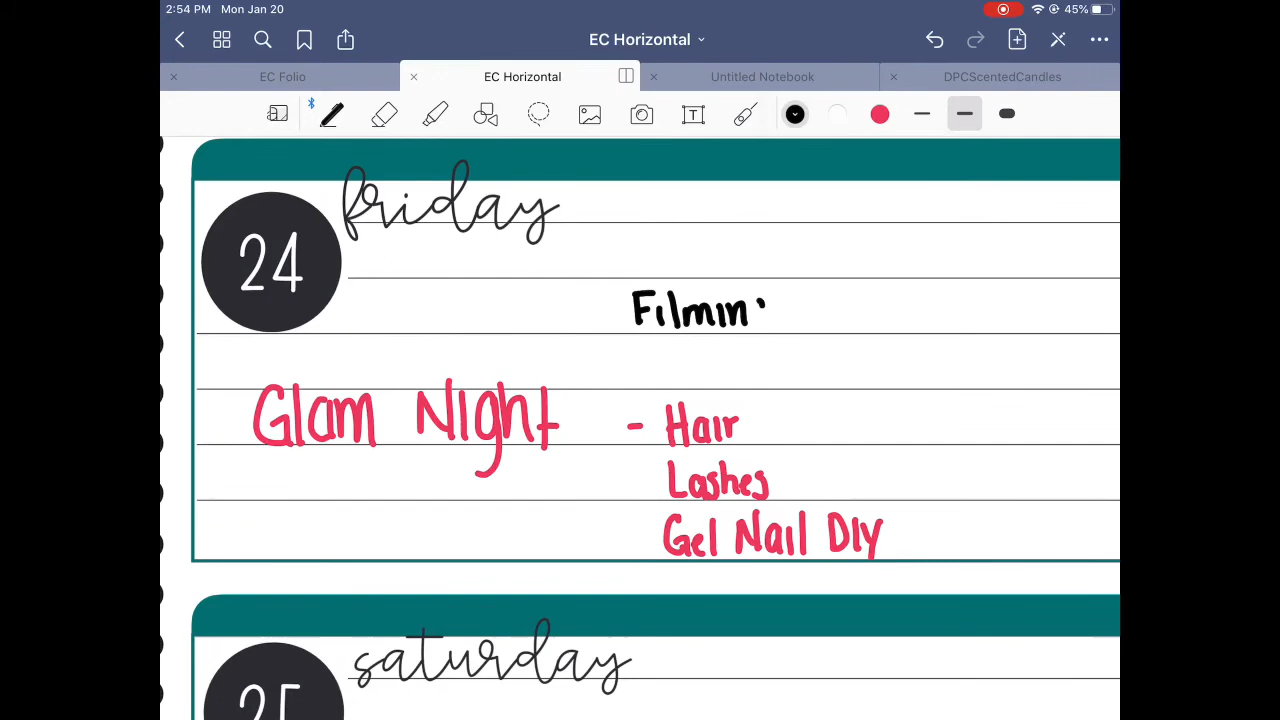 2:54 PM Mon Jan 20
45%
EC Horizontal
EC Folio
EC Horizontal
Untitled Notebook
DPCScentedCandles
T
friday
24
Filmin
Glam Night - Hair
Lashes
Gel Nail DIY
saturday
25